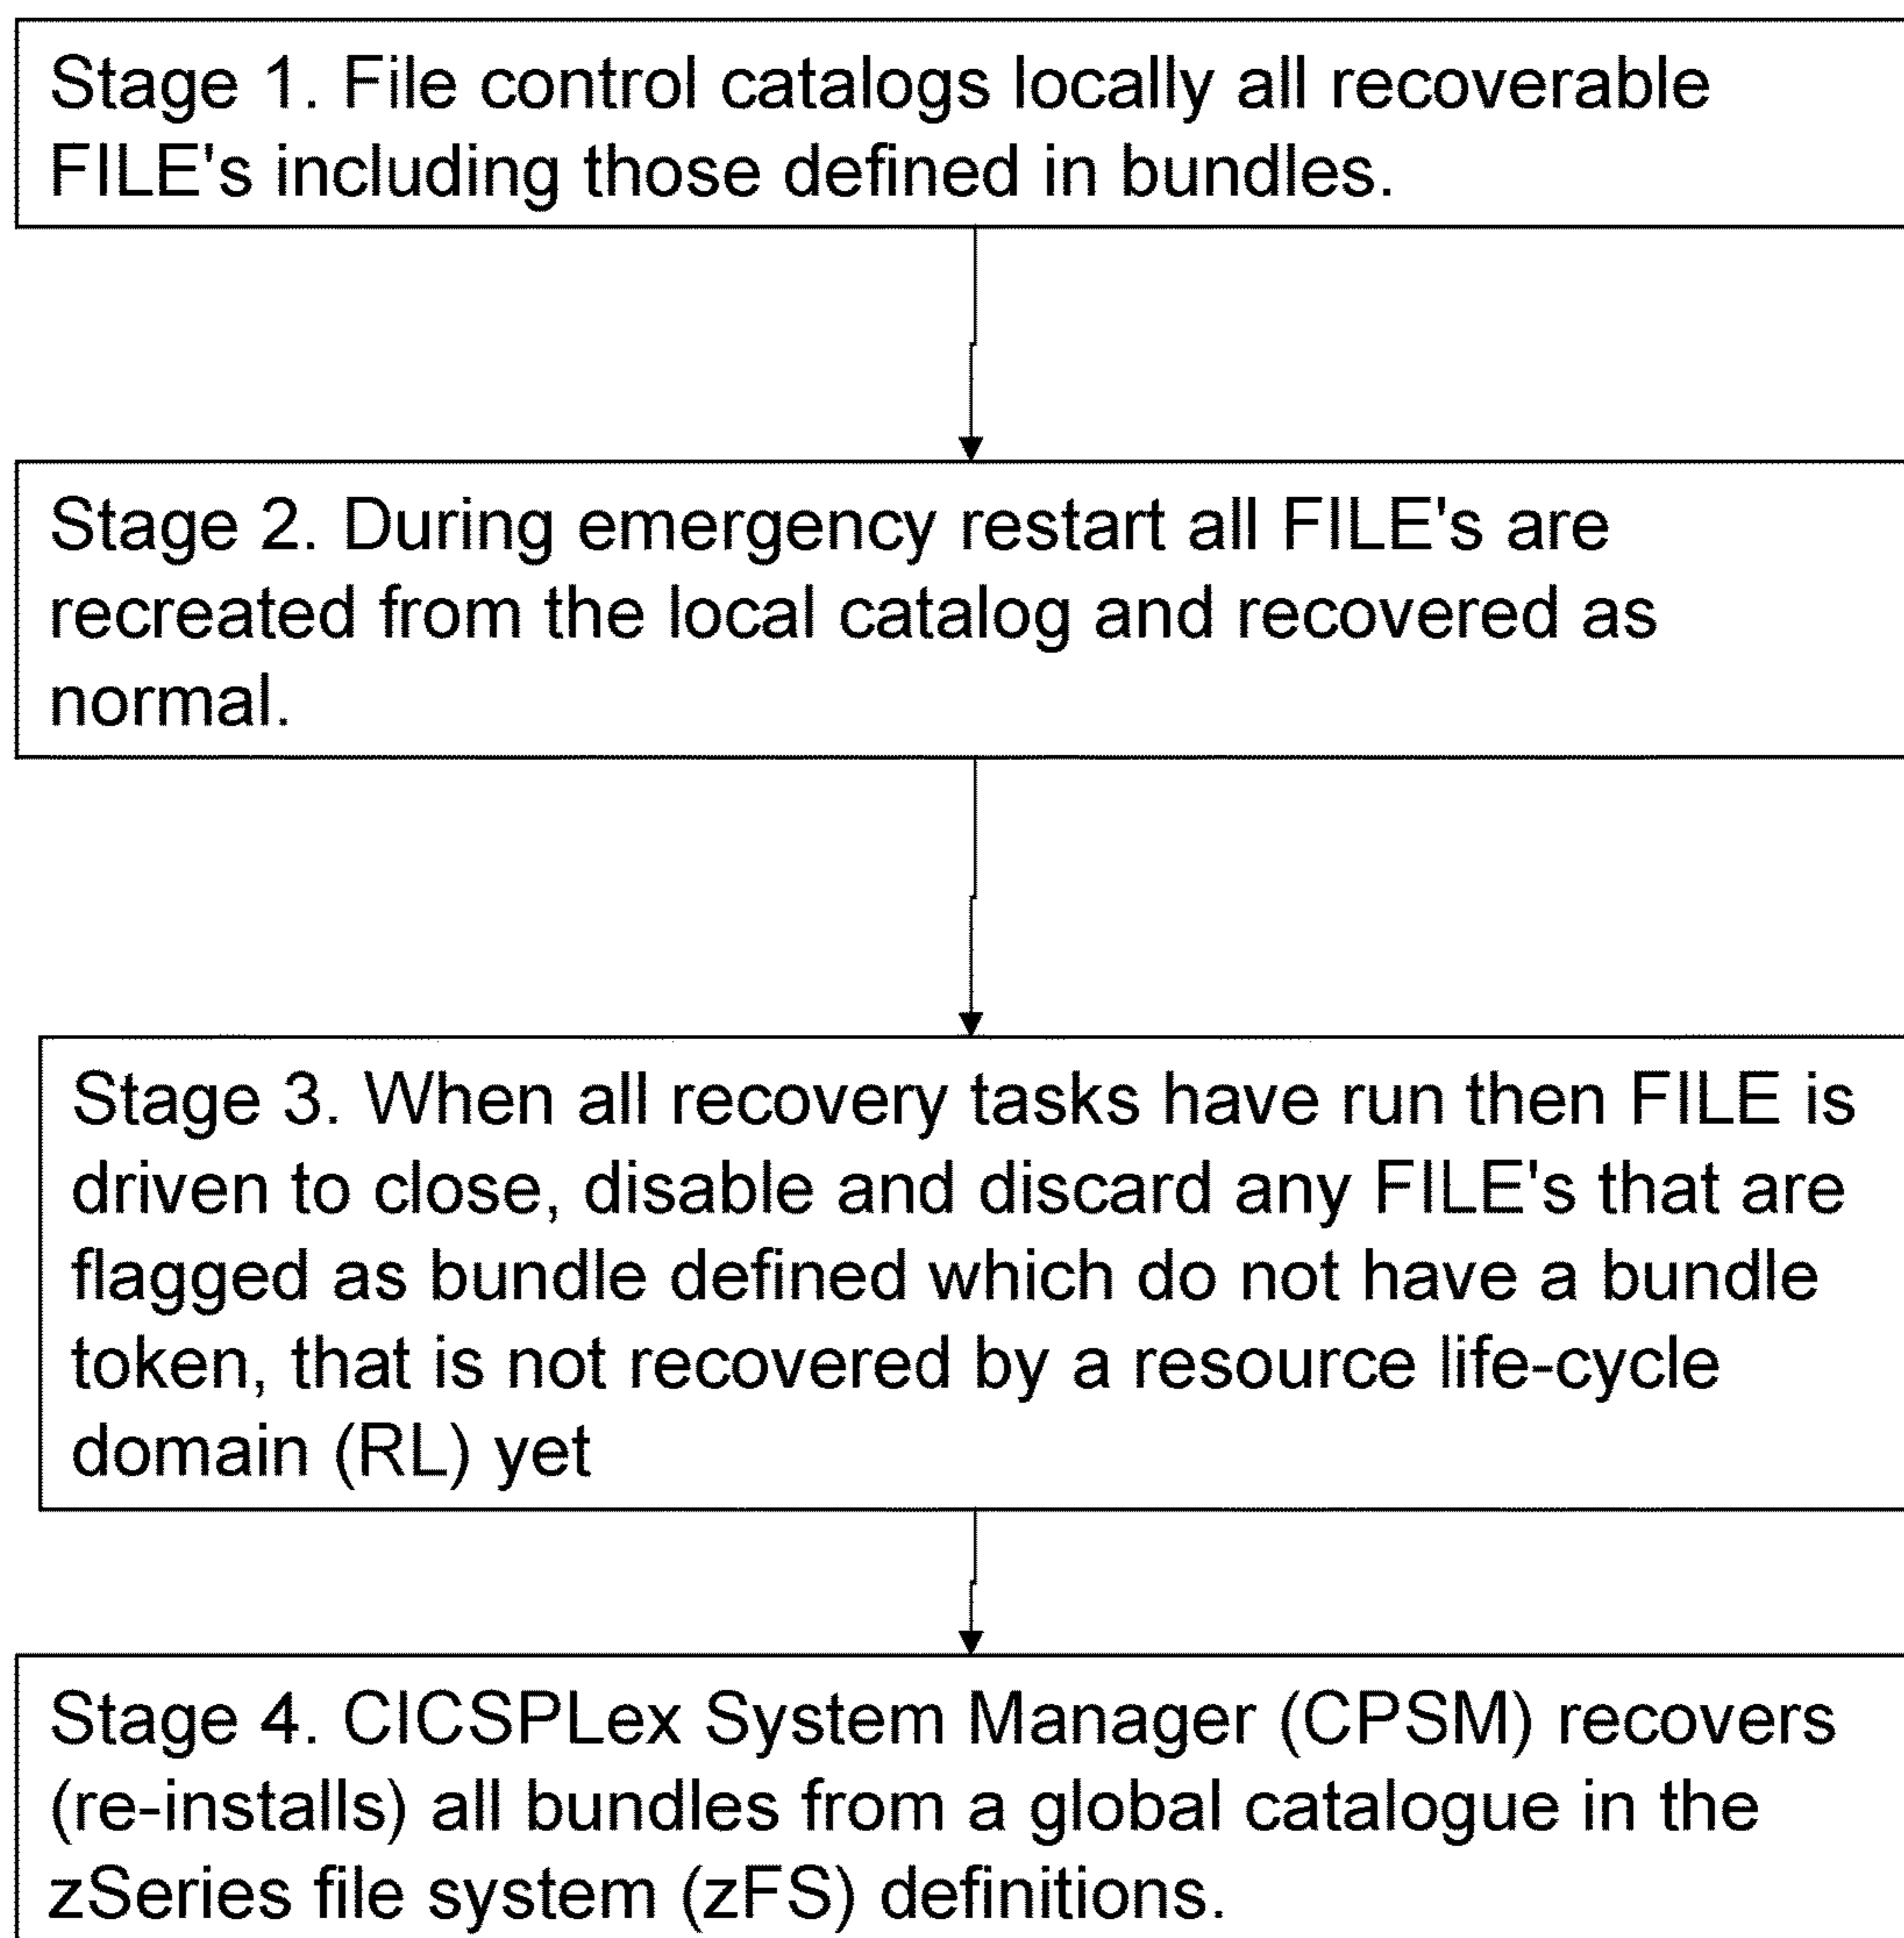 Stage 1. File control catalogs locally all recoverable
FILE's including those defined in bundles.
Stage 2. During emergency restart all FILE's are
recreated from the local catalog and recovered as
normal.
Stage 3. When all recovery tasks have run then FILE is
driven to close, disable and discard any FILE's that are
flagged as bundle defined which do not have a bundle
token, that is not recovered by a resource life-cycle
domain (RL) yet
Stage 4. CICSPLex System Manager (CPSM) recovers
(re-installs) all bundles from a global catalogue in the
zSeries file system (zFS) definitions.